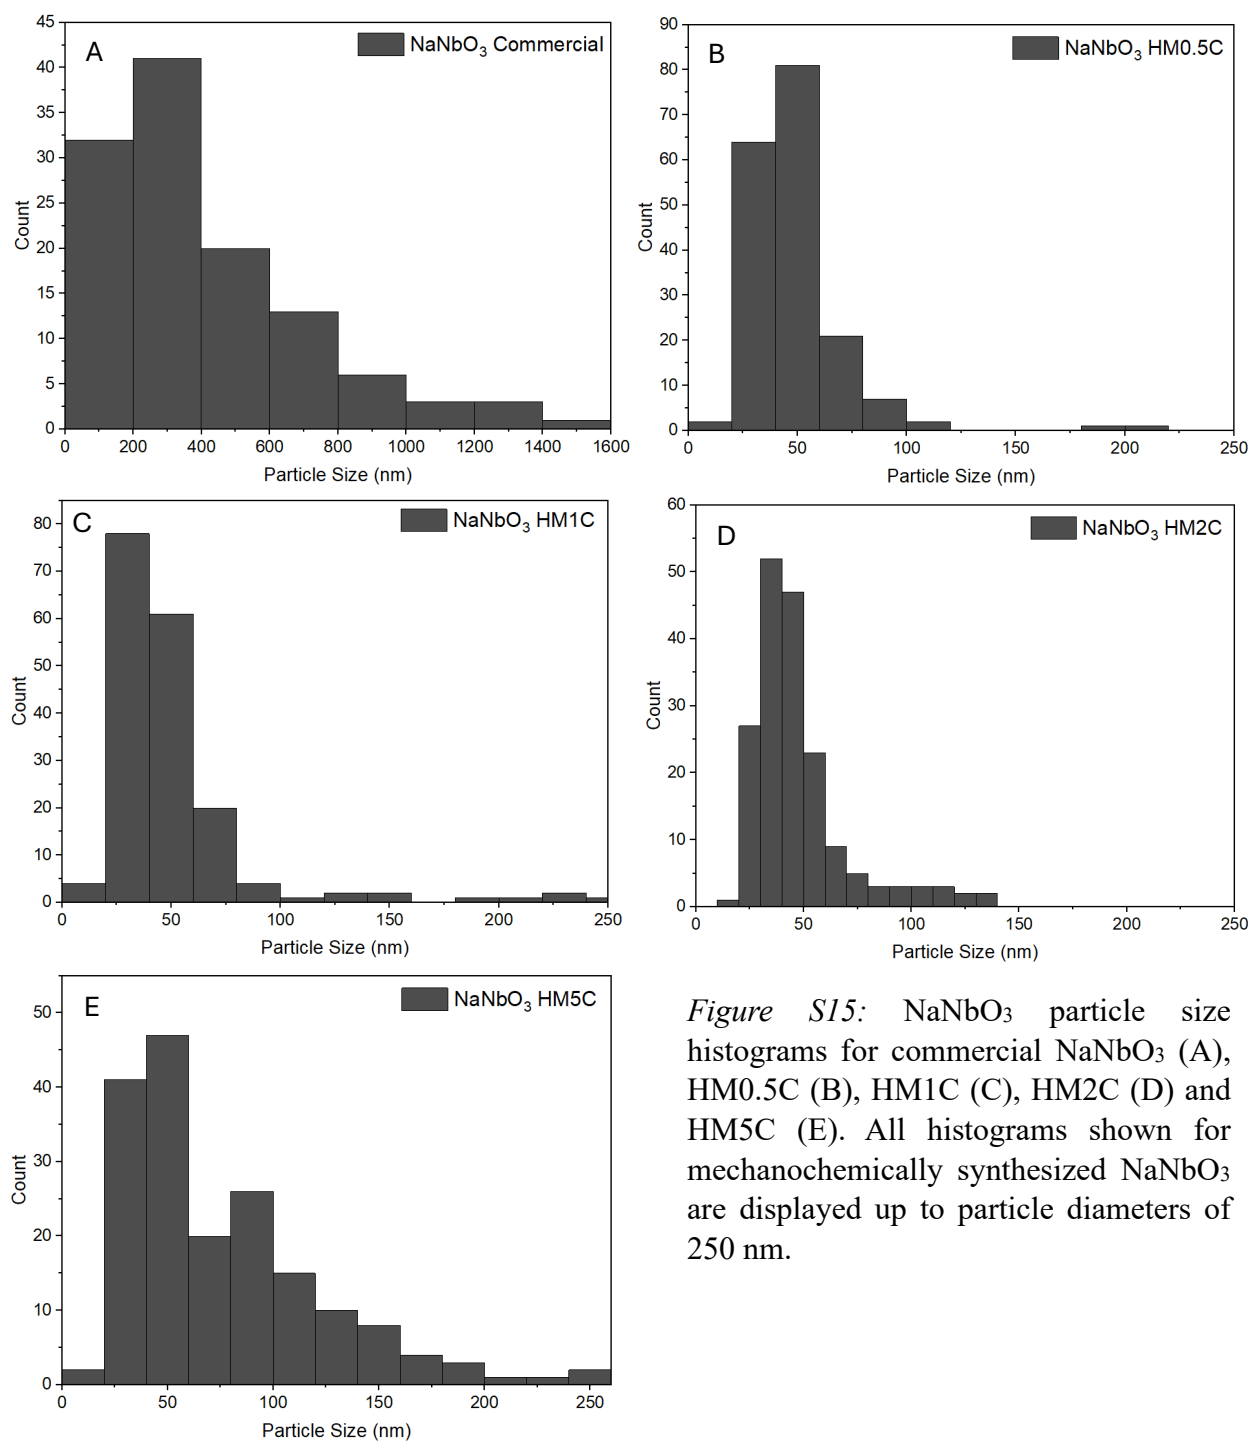 45
40
35
30
25
20
15
10
5
0
Count
A
NaNbO₃ Commercial
0 200 400 600 800 1000 1200 1400 1600
Particle Size (nm)
90
80
70
60
50
40
30
20
10
0
Count
B
NaNbO₃ HM0.5C
0 50 100 150 200 250
Particle Size (nm)
80
70
60
50
40
30
20
10
0
Count
C
NaNbO₃ HM1C
0 50 100 150 200 250
Particle Size (nm)
60
50
40
30
20
10
0
Count
D
NaNbO₃ HM2C
0 50 100 150 200 250
Particle Size (nm)
50
40
30
20
10
0
Count
E
NaNbO₃ HM5C
0 50 100 150 200 250
Particle Size (nm)
Figure S15: NaNbO₃ particle size
histograms for commercial NaNbO₃ (A),
HM0.5C (B), HM1C (C), HM2C (D) and
HM5C (E). All histograms shown for
mechanochemically synthesized NaNbO₃
are displayed up to particle diameters of
250 nm.